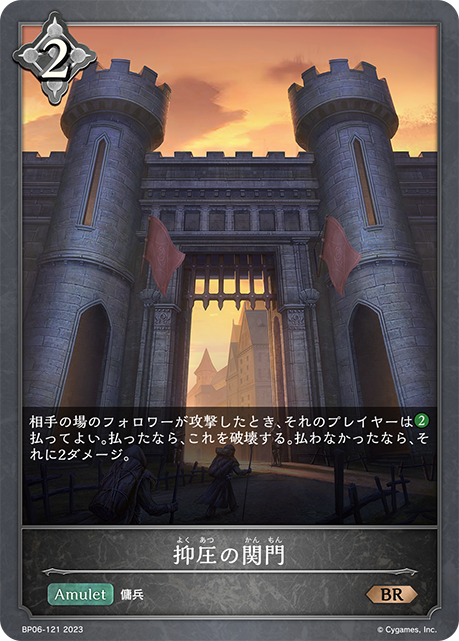 2
相手の場のフォロワーが攻撃したとき、それのプレイヤーは2
払ってよい。払ったなら、これを破壊する。払わなかったなら、そ
れに2ダメージ。
よく あつ かん もん
抑圧の関門
Amulet 傭兵 BR
BP06-121 2023 © Cygames, Inc.